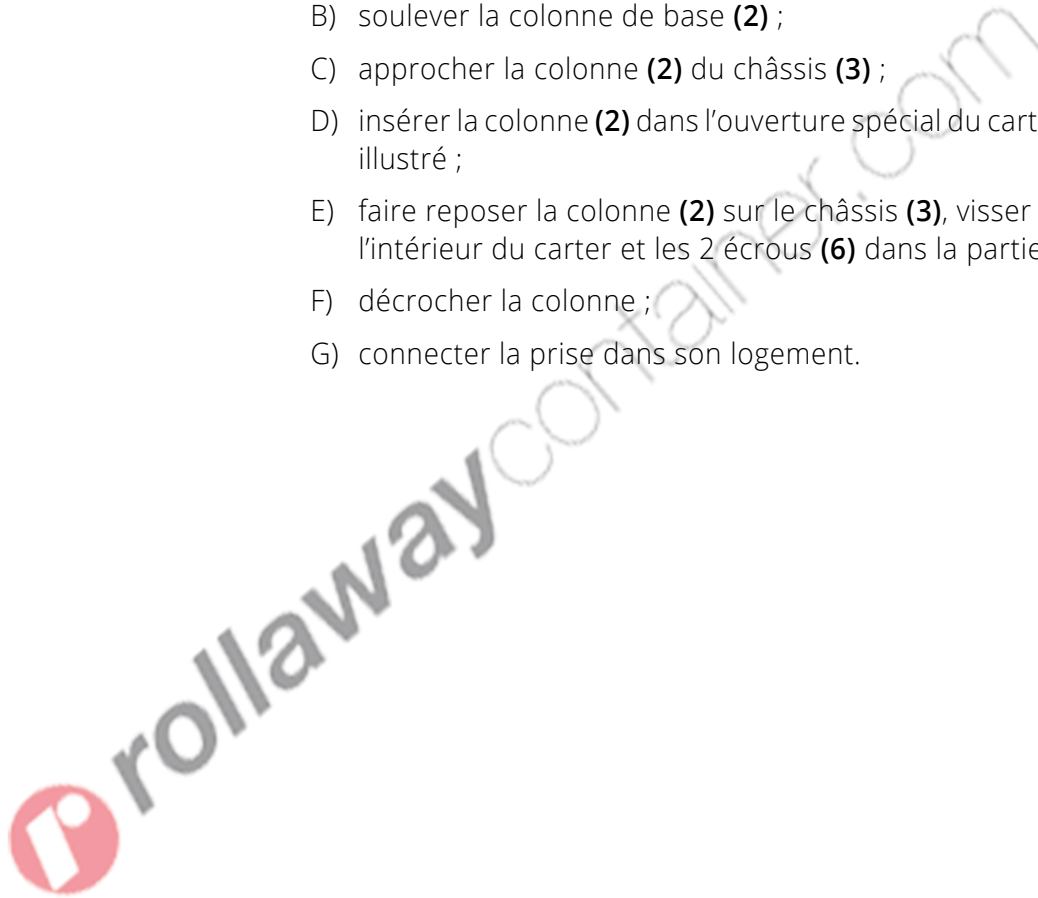 B) soulever la colonne de base (2) ;
C) approcher la colonne (2) du châssis (3) ;
D) insérer la colonne (2) dans l’ouverture spécial du cart
illustré ;
E) faire reposer la colonne (2) sur le châssis (3), visser
l’intérieur du carter et les 2 écrous (6) dans la partie
F) décrocher la colonne ;
G) connecter la prise dans son logement.
rollawaycontainer.com